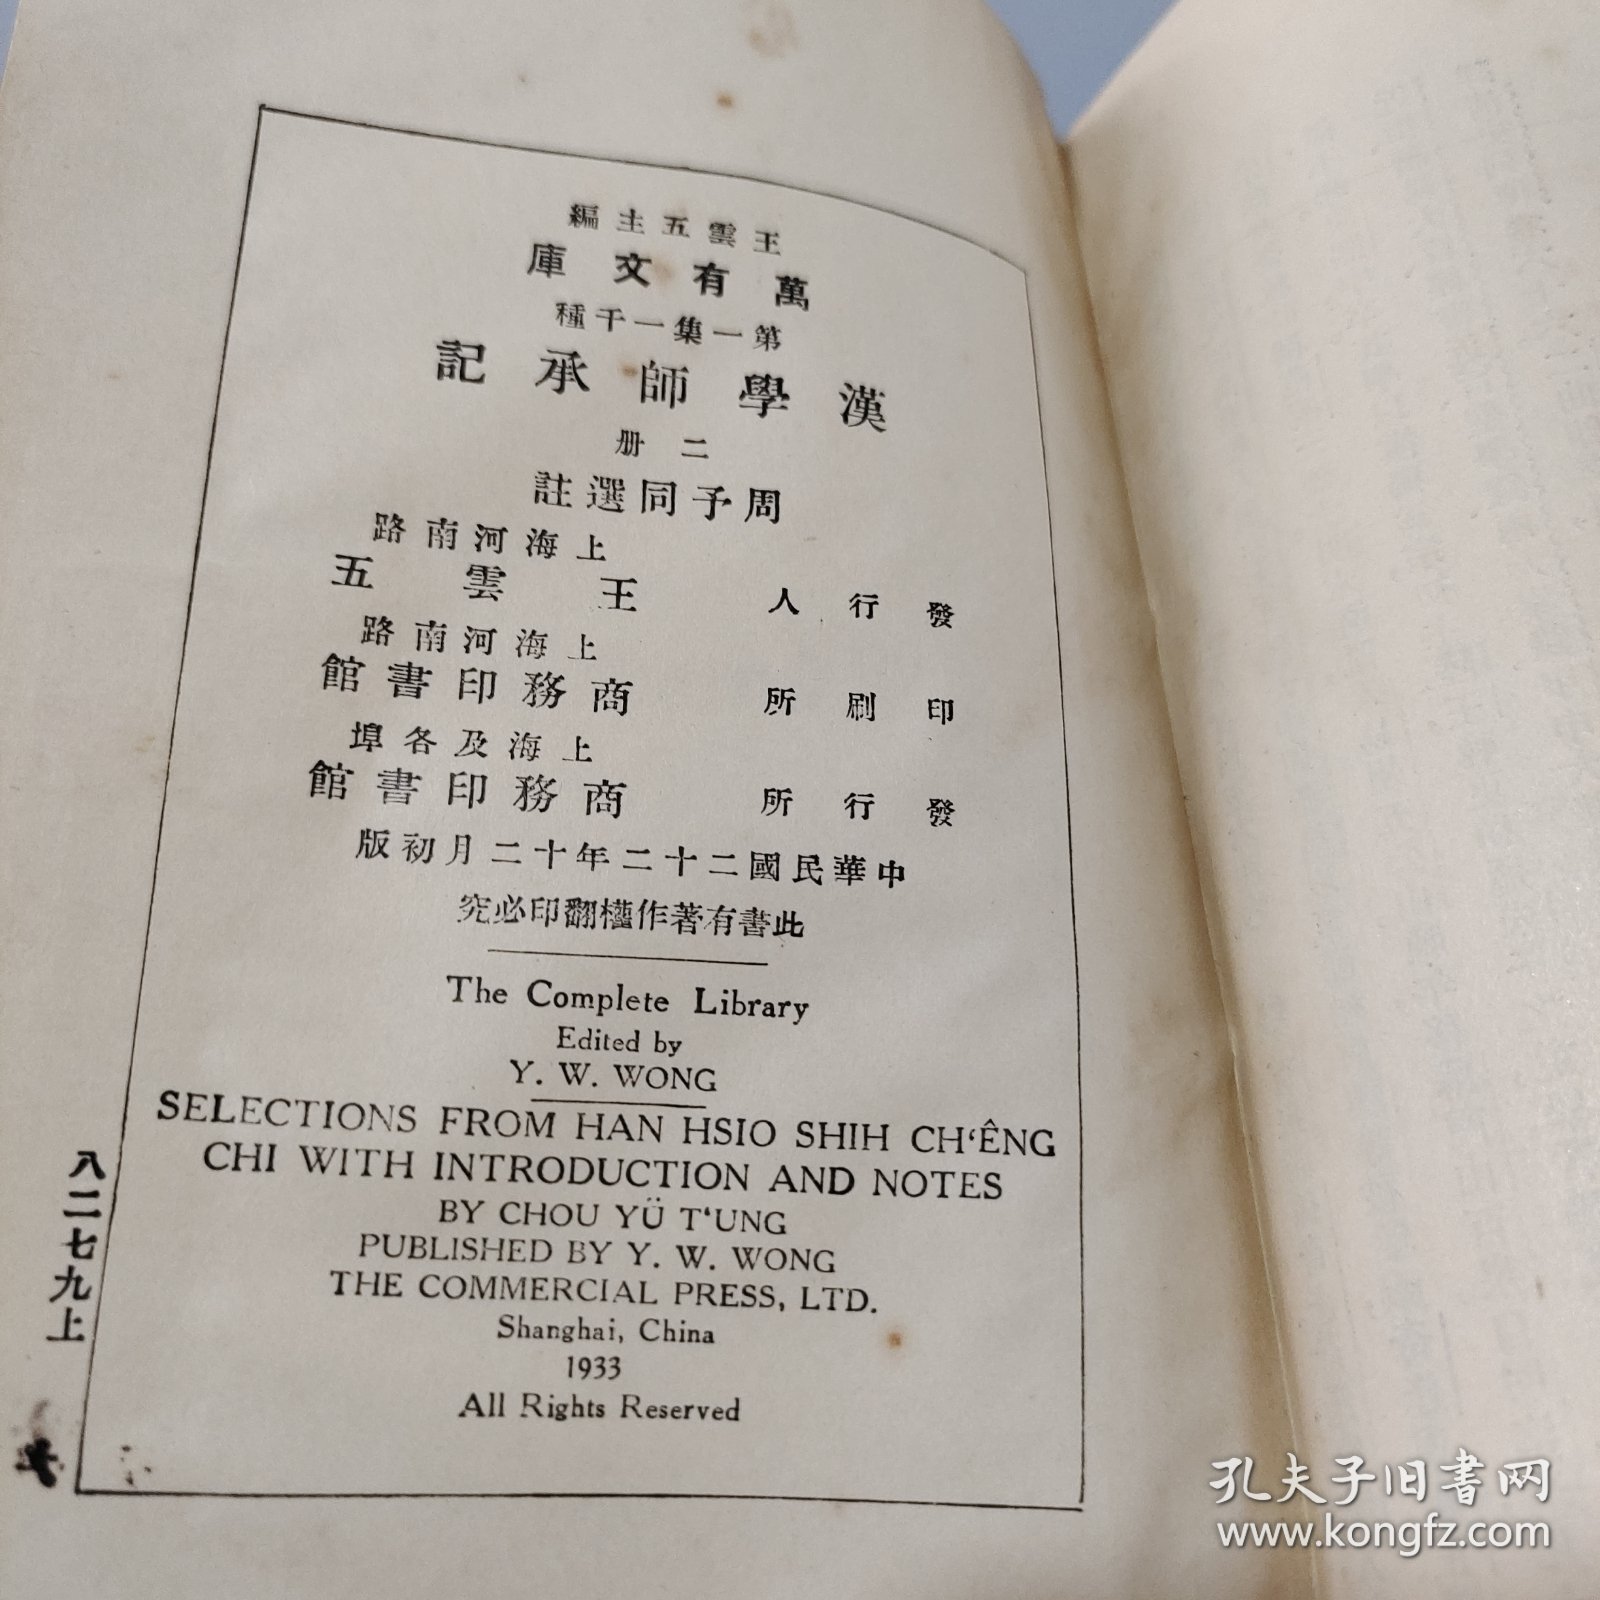 王雲五主編
萬有文庫
第一集一千種
漢學師承記
二册
周予同選註
上海河南路
發行人 王雲五
上海河南路
印刷所 商務印書館
上海及各埠
發行所 商務印書館
中華民國二十二年十二月初版
此書有著作權翻印必究
The Complete Library
Edited by
Y. W. WONG
SELECTIONS FROM HAN HSIO SHIH CH‘ÊNG
CHI WITH INTRODUCTION AND NOTES
BY CHOU YÜ T‘UNG
PUBLISHED BY Y. W. WONG
THE COMMERCIAL PRESS, LTD.
Shanghai, China
1933
All Rights Reserved
八二七九上
孔夫子旧书网
www.kongfz.com